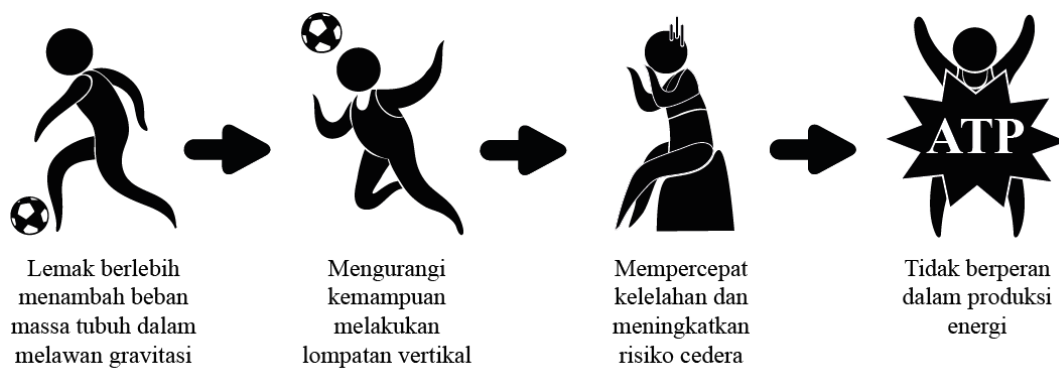 ATP
Lemak berlebih
menambah beban
massa tubuh dalam
melawan gravitasi
Mengurangi
kemampuan
melakukan
lompatan vertikal
Mempercepat
kelelahan dan
meningkatkan
risiko cedera
Tidak berperan
dalam produksi
energi